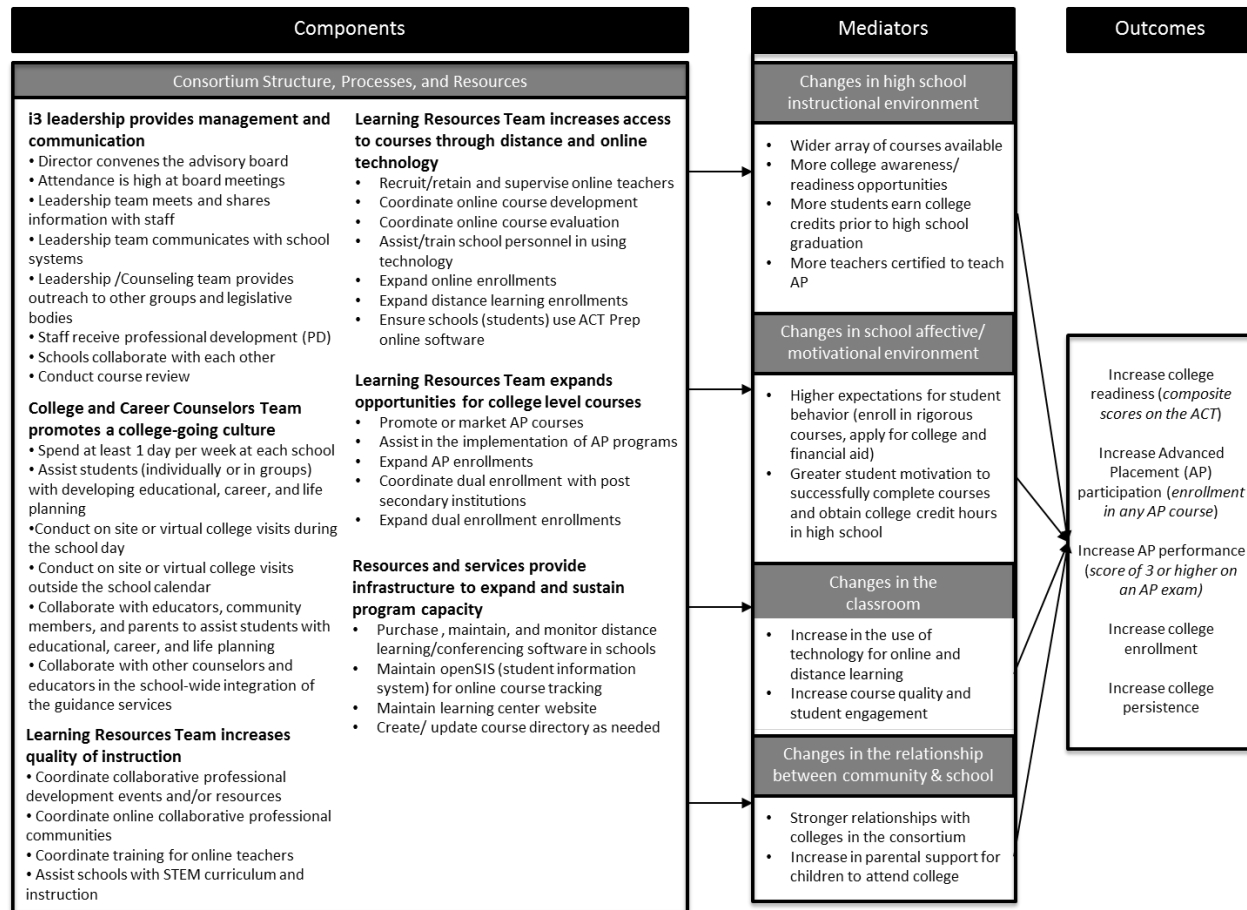 Components
Consortium Structure, Processes, and Resources
i3 leadership provides management and
communication
• Director convenes the advisory board
• Attendance is high at board meetings
• Leadership team meets and shares
information with staff
• Leadership team communicates with school
systems
• Leadership /Counseling team provides
outreach to other groups and legislative
bodies
• Staff receive professional development (PD)
• Schools collaborate with each other
• Conduct course review
College and Career Counselors Team
promotes a college-going culture
• Spend at least 1 day per week at each school
• Assist students (individually or in groups)
with developing educational, career, and life
planning
•Conduct on site or virtual college visits during
the school day
• Conduct on site or virtual college visits
outside the school calendar
• Collaborate with educators, community
members, and parents to assist students with
educational, career, and life planning
• Collaborate with other counselors and
educators in the school-wide integration of
the guidance services
Learning Resources Team increases
quality of instruction
• Coordinate collaborative professional
development events and/or resources
• Coordinate online collaborative professional
communities
• Coordinate training for online teachers
• Assist schools with STEM curriculum and
instruction
Learning Resources Team increases access
to courses through distance and online
technology
• Recruit/retain and supervise online teachers
• Coordinate online course development
• Coordinate online course evaluation
• Assist/train school personnel in using
technology
• Expand online enrollments
• Expand distance learning enrollments
• Ensure schools (students) use ACT Prep
online software
Learning Resources Team expands
opportunities for college level courses
• Promote or market AP courses
• Assist in the implementation of AP programs
• Expand AP enrollments
• Coordinate dual enrollment with post
secondary institutions
• Expand dual enrollment enrollments
Resources and services provide
infrastructure to expand and sustain
program capacity
• Purchase , maintain, and monitor distance
learning/conferencing software in schools
• Maintain openSIS (student information
system) for online course tracking
• Maintain learning center website
• Create/ update course directory as needed
Mediators
Changes in high school
instructional environment
• Wider array of courses available
• More college awareness/
readiness opportunities
• More students earn college
credits prior to high school
graduation
• More teachers certified to teach
AP
Changes in school affective/
motivational environment
• Higher expectations for student
behavior (enroll in rigorous
courses, apply for college and
financial aid)
• Greater student motivation to
successfully complete courses
and obtain college credit hours
in high school
Changes in the
classroom
• Increase in the use of
technology for online and
distance learning
• Increase course quality and
student engagement
Changes in the relationship
between community & school
• Stronger relationships with
colleges in the consortium
• Increase in parental support for
children to attend college
Outcomes
Increase college
readiness (composite
scores on the ACT)
Increase Advanced
Placement (AP)
participation (enrollment
in any AP course)
Increase AP performance
(score of 3 or higher on
an AP exam)
Increase college
enrollment
Increase college
persistence